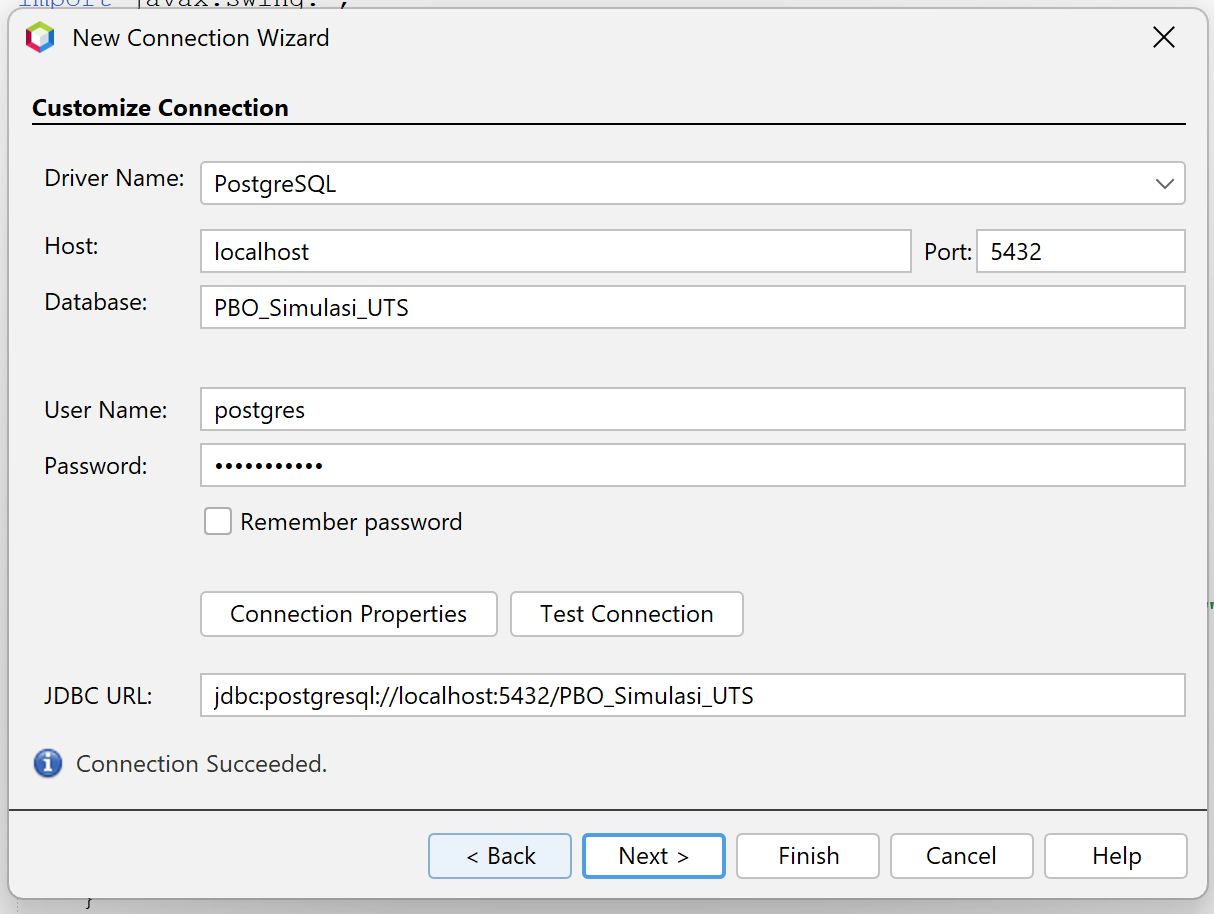 import javax.swing.*;
New Connection Wizard
Customize Connection
Driver Name: PostgreSQL
Host: localhost Port: 5432
Database: PBO_Simulasi_UTS
User Name: postgres
Password: •••••••••••
Remember password
Connection Properties Test Connection
JDBC URL: jdbc:postgresql://localhost:5432/PBO_Simulasi_UTS
Connection Succeeded.
< Back Next > Finish Cancel Help
}